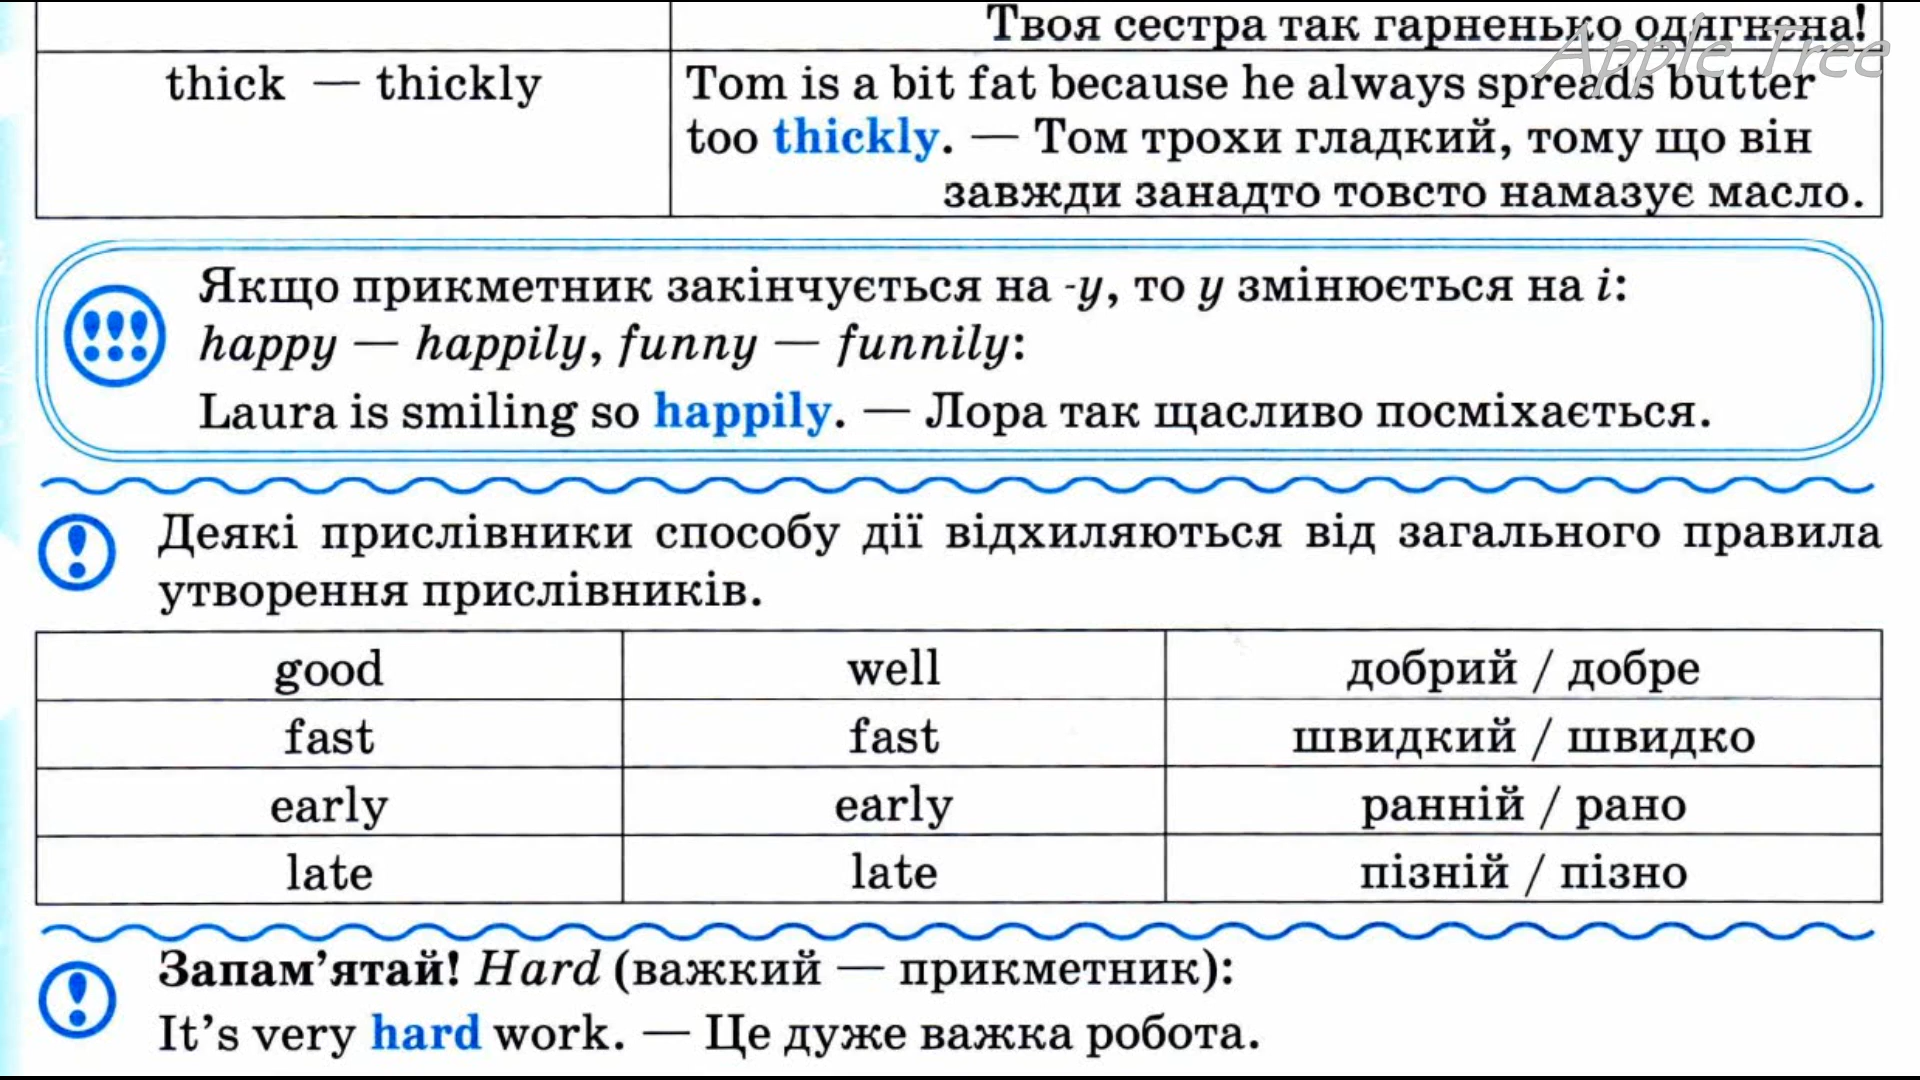 Твоя сестра так гарненько одягнена!
Apple Tree
thick — thickly
Tom is a bit fat because he always spreads butter
too thickly. — Том трохи гладкий, тому що він
завжди занадто товсто намазує масло.
Якщо прикметник закінчується на -y, то y змінюється на i:
happy — happily, funny — funnily:
Laura is smiling so happily. — Лора так щасливо посміхається.
Деякі прислівники способу дії відхиляються від загального правила
утворення прислівників.
good well добрий / добре
fast fast швидкий / швидко
early early ранній / рано
late late пізній / пізно
Запам’ятай! Hard (важкий — прикметник):
It’s very hard work. — Це дуже важка робота.